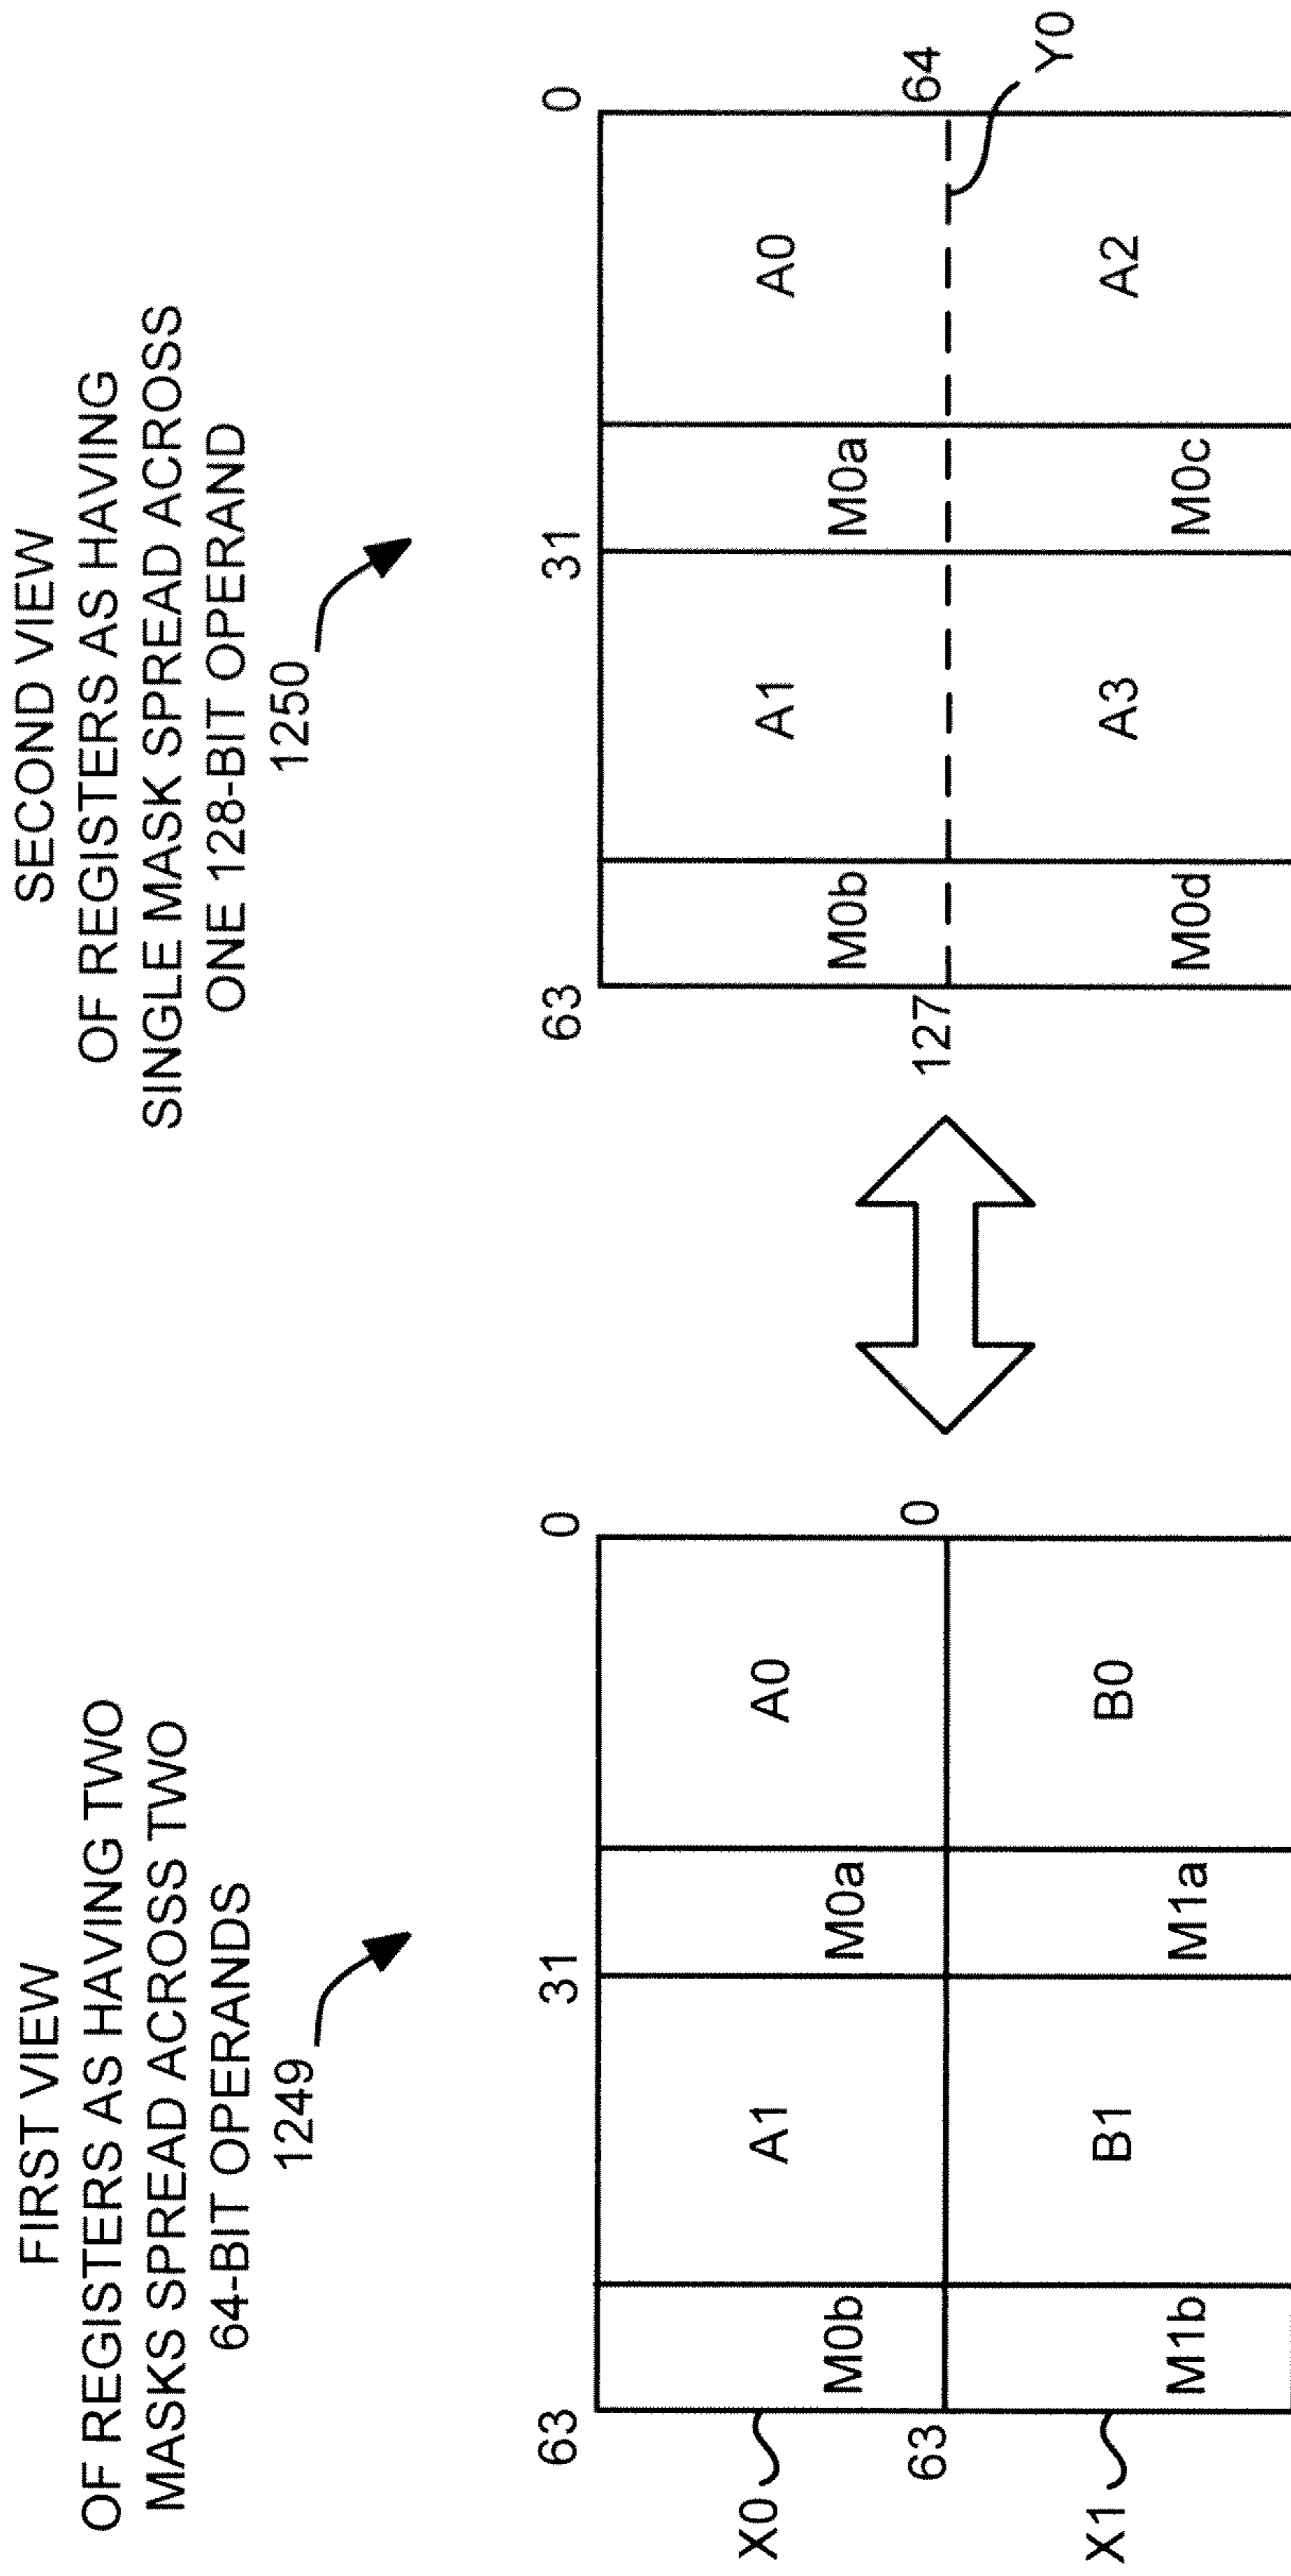 FIRST VIEW
OF REGISTERS AS HAVING TWO
MASKS SPREAD ACROSS TWO
64-BIT OPERANDS
1249
63
31
0
X0
M0b
A1
M0a
A0
63
0
X1
M1b
B1
M1a
B0
SECOND VIEW
OF REGISTERS AS HAVING
SINGLE MASK SPREAD ACROSS
ONE 128-BIT OPERAND
1250
63
31
0
M0b
A1
M0a
A0
127
64
M0d
A3
M0c
A2
Y0